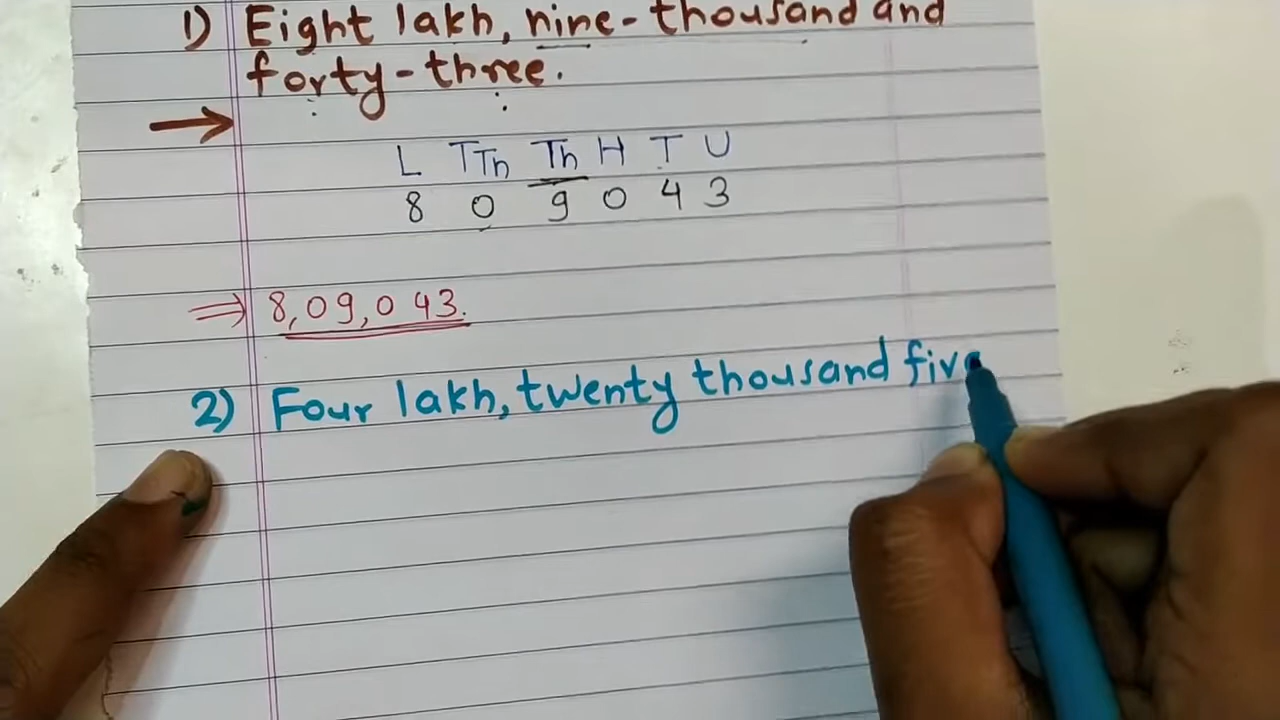 1) Eight lakh, nine-thousand and
forty-three.
L TTh Th H T U
8 0 9 0 4 3
⇒ 8,09,043.
2) Four lakh, twenty thousand five